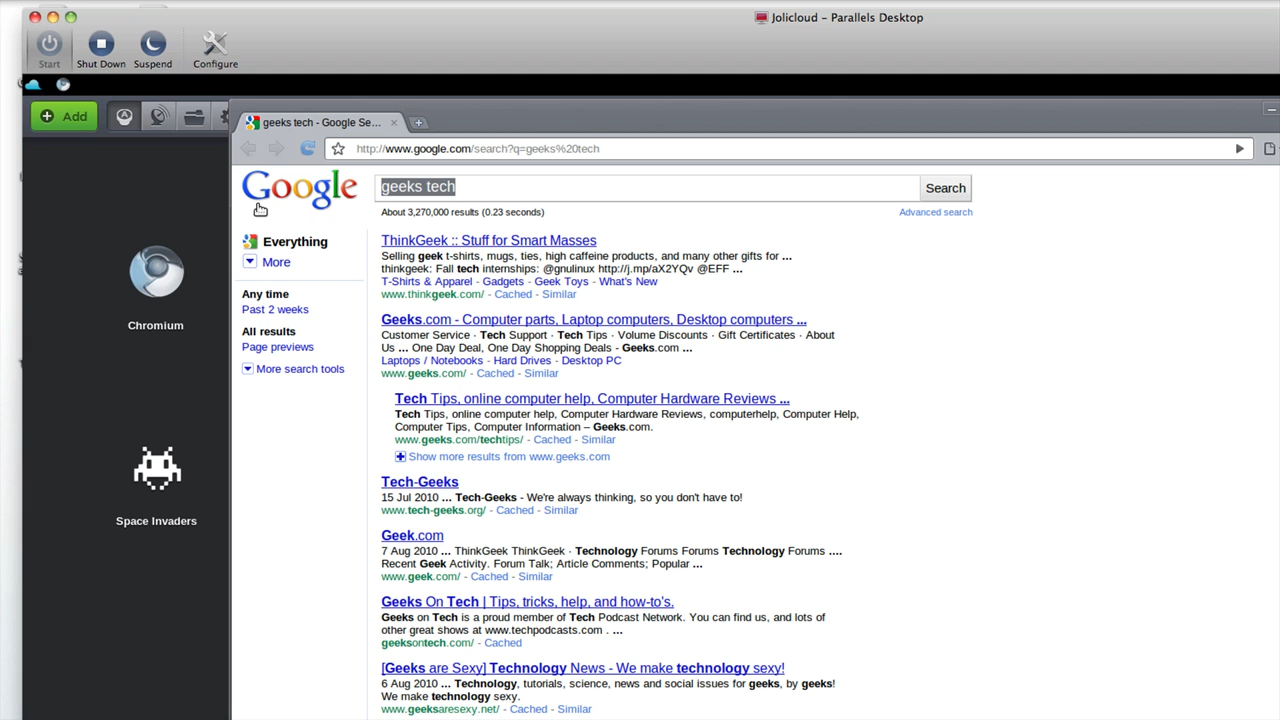 Jolicloud - Parallels Desktop
Start
Shut Down
Suspend
Configure
Add
geeks tech - Google Se...
http://www.google.com/search?q=geeks%20tech
Google
geeks tech
Search
About 3,270,000 results (0.23 seconds)
Advanced search
Everything
More
Any time
Past 2 weeks
All results
Page previews
More search tools
Chromium
Space Invaders
ThinkGeek :: Stuff for Smart Masses
Selling geek t-shirts, mugs, ties, high caffeine products, and many other gifts for ...
thinkgeek: Fall tech internships: @gnulinux http://j.mp/aX2YQv @EFF ...
T-Shirts & Apparel - Gadgets - Geek Toys - What's New
www.thinkgeek.com/ - Cached - Similar
Geeks.com - Computer parts, Laptop computers, Desktop computers ...
Customer Service · Tech Support · Tech Tips · Volume Discounts · Gift Certificates · About
Us ... One Day Deal, One Day Shopping Deals - Geeks.com ...
Laptops / Notebooks - Hard Drives - Desktop PC
www.geeks.com/ - Cached - Similar
Tech Tips, online computer help, Computer Hardware Reviews ...
Tech Tips, online computer help, Computer Hardware Reviews, computerhelp, Computer Help,
Computer Tips, Computer Information – Geeks.com.
www.geeks.com/techtips/ - Cached - Similar
Show more results from www.geeks.com
Tech-Geeks
15 Jul 2010 ... Tech-Geeks - We're always thinking, so you don't have to!
www.tech-geeks.org/ - Cached - Similar
Geek.com
7 Aug 2010 ... ThinkGeek ThinkGeek · Technology Forums Forums Technology Forums ....
Recent Geek Activity. Forum Talk; Article Comments; Popular ...
www.geek.com/ - Cached - Similar
Geeks On Tech | Tips, tricks, help, and how-to's.
Geeks on Tech is a proud member of Tech Podcast Network. You can find us, and lots of
other great shows at www.techpodcasts.com . ...
geeksontech.com/ - Cached
[Geeks are Sexy] Technology News - We make technology sexy!
6 Aug 2010 ... Technology, tutorials, science, news and social issues for geeks, by geeks!
We make technology sexy.
www.geeksaresexy.net/ - Cached - Similar